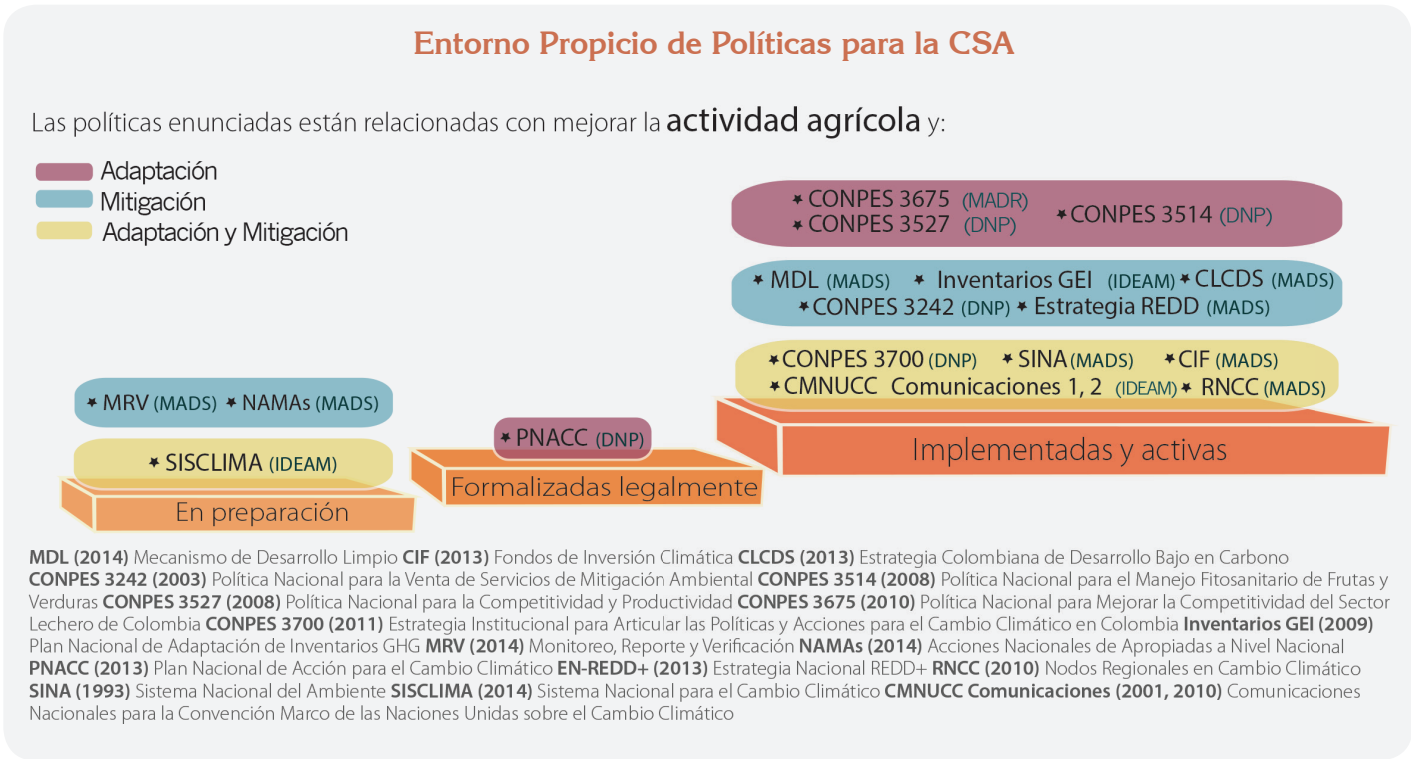 Entorno Propicio de Políticas para la CSA
Las políticas enunciadas están relacionadas con mejorar la actividad agrícola y:
Adaptación
Mitigación
Adaptación y Mitigación
CONPES 3675 (MADR)
CONPES 3527 (DNP)
CONPES 3514 (DNP)
MDL (MADS) Inventarios GEI (IDEAM) CLCDS (MADS)
CONPES 3242 (DNP) Estrategia REDD (MADS)
CONPES 3700 (DNP) SINA (MADS) CIF (MADS)
CMNUCC Comunicaciones 1, 2 (IDEAM) RNCC (MADS)
Implementadas y activas
PNACC (DNP)
Formalizadas legalmente
MRV (MADS) NAMAs (MADS)
SISCLIMA (IDEAM)
En preparación
MDL (2014) Mecanismo de Desarrollo Limpio CIF (2013) Fondos de Inversión Climática CLCDS (2013) Estrategia Colombiana de Desarrollo Bajo en Carbono
CONPES 3242 (2003) Política Nacional para la Venta de Servicios de Mitigación Ambiental CONPES 3514 (2008) Política Nacional para el Manejo Fitosanitario de Frutas y
Verduras CONPES 3527 (2008) Política Nacional para la Competitividad y Productividad CONPES 3675 (2010) Política Nacional para Mejorar la Competitividad del Sector
Lechero de Colombia CONPES 3700 (2011) Estrategia Institucional para Articular las Políticas y Acciones para el Cambio Climático en Colombia Inventarios GEI (2009)
Plan Nacional de Adaptación de Inventarios GHG MRV (2014) Monitoreo, Reporte y Verificación NAMAs (2014) Acciones Nacionales de Apropiadas a Nivel Nacional
PNACC (2013) Plan Nacional de Acción para el Cambio Climático EN-REDD+ (2013) Estrategia Nacional REDD+ RNCC (2010) Nodos Regionales en Cambio Climático
SINA (1993) Sistema Nacional del Ambiente SISCLIMA (2014) Sistema Nacional para el Cambio Climático CMNUCC Comunicaciones (2001, 2010) Comunicaciones
Nacionales para la Convención Marco de las Naciones Unidas sobre el Cambio Climático